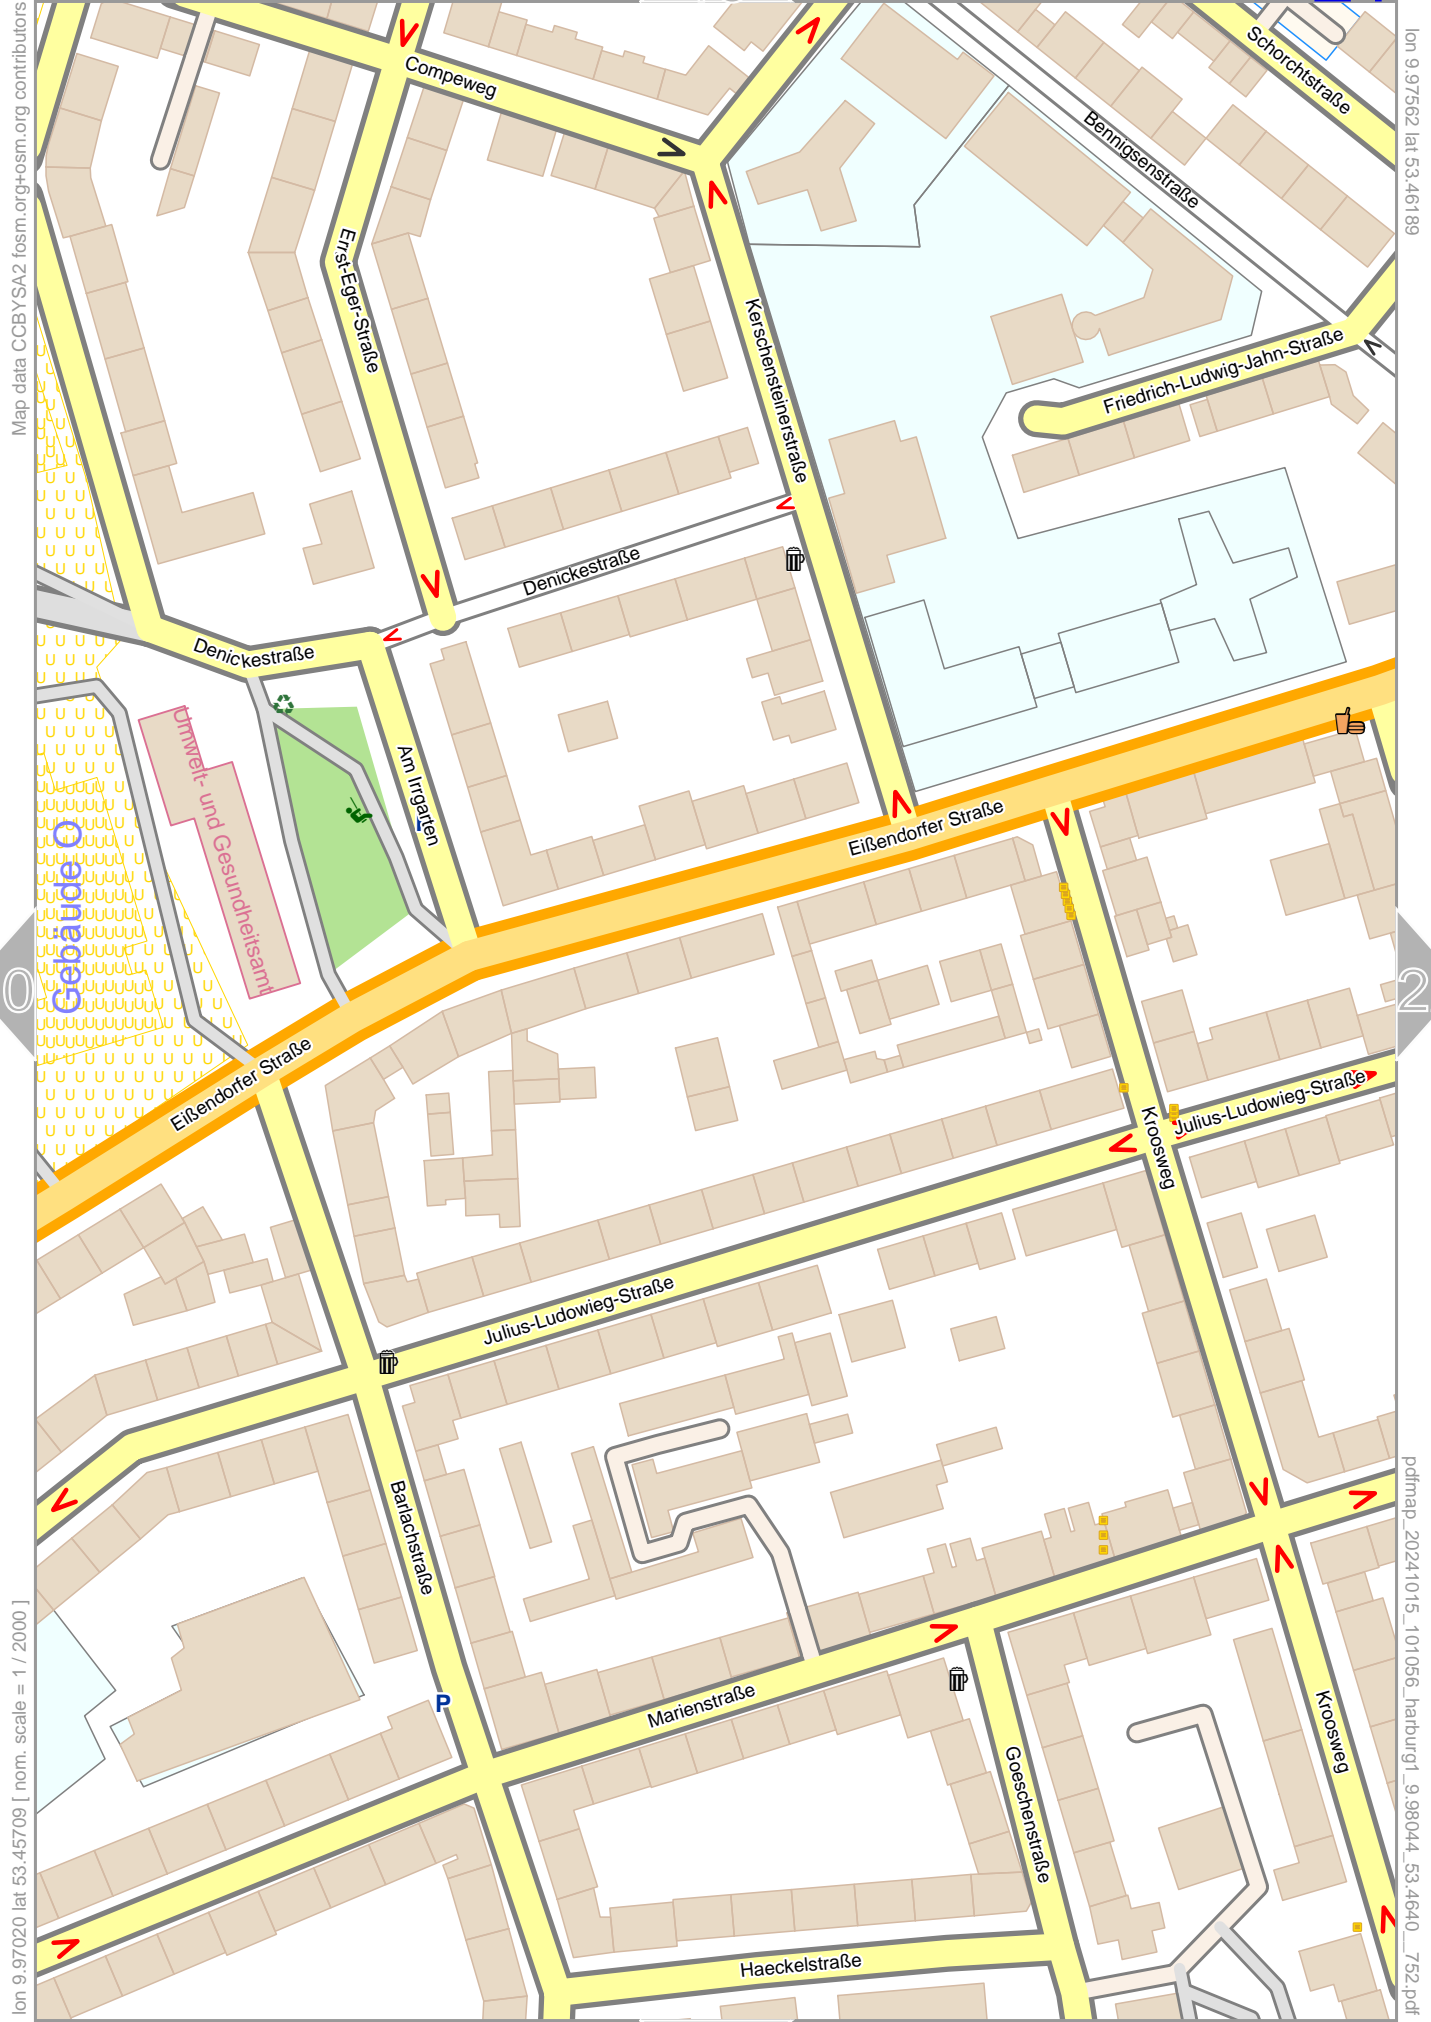 Map data CCBYSA2 fosm.org+osm.org contributors
lon 9.97020 lat 53.45709 [ nom. scale = 1 / 2000 ]
lon 9.97562 lat 53.46189
pdfmap_20241015_101056_harburg1_9.98044_53.4640__752.pdf
Compeweg
Schorchtstraße
Bennigsenstraße
Errst-Eger-Straße
Kerschensteinerstraße
Friedrich-Ludwig-Jahn-Straße
Denickestraße
Denickestraße
Umwelt- und Gesundheitsamt
Am Irrgarten
Eißendorfer Straße
Gebäude O
0
2
Eißendorfer Straße
Julius-Ludowieg-Straße
Kroosweg
Julius-Ludowieg-Straße
Barlachstraße
P
Marienstraße
Kroosweg
Goeschenstraße
Haeckelstraße